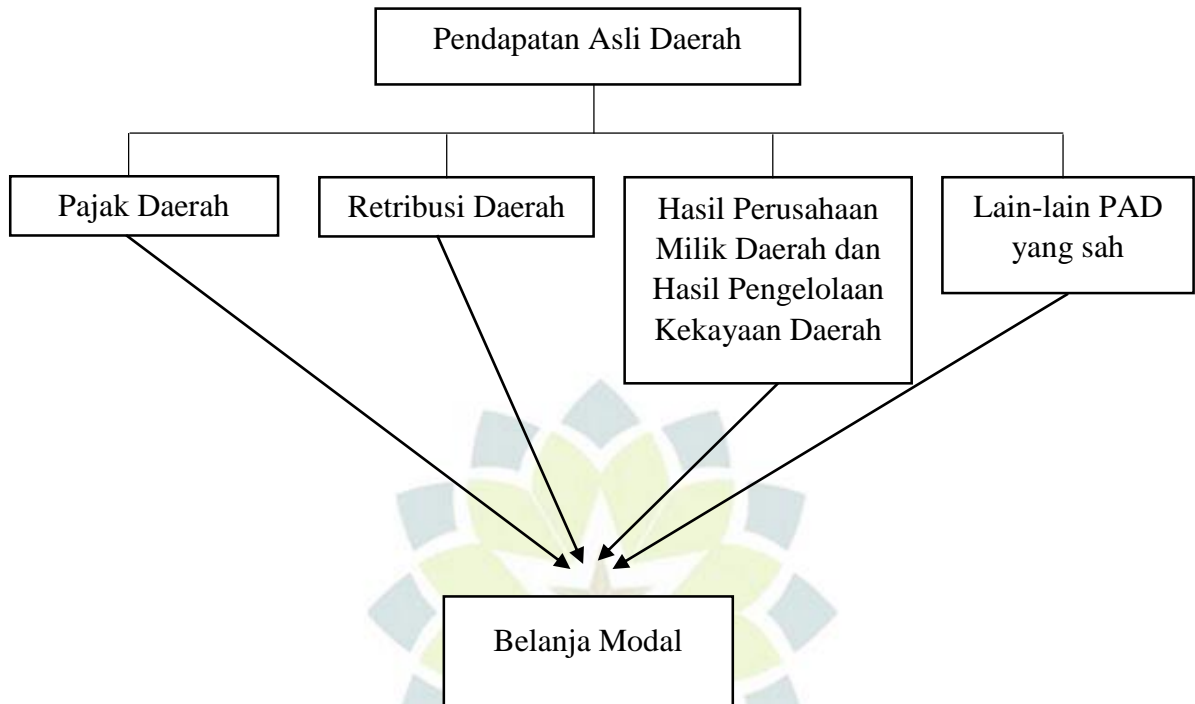 Pendapatan Asli Daerah
Pajak Daerah
Retribusi Daerah
Hasil Perusahaan
Milik Daerah dan
Hasil Pengelolaan
Kekayaan Daerah
Lain-lain PAD
yang sah
Belanja Modal